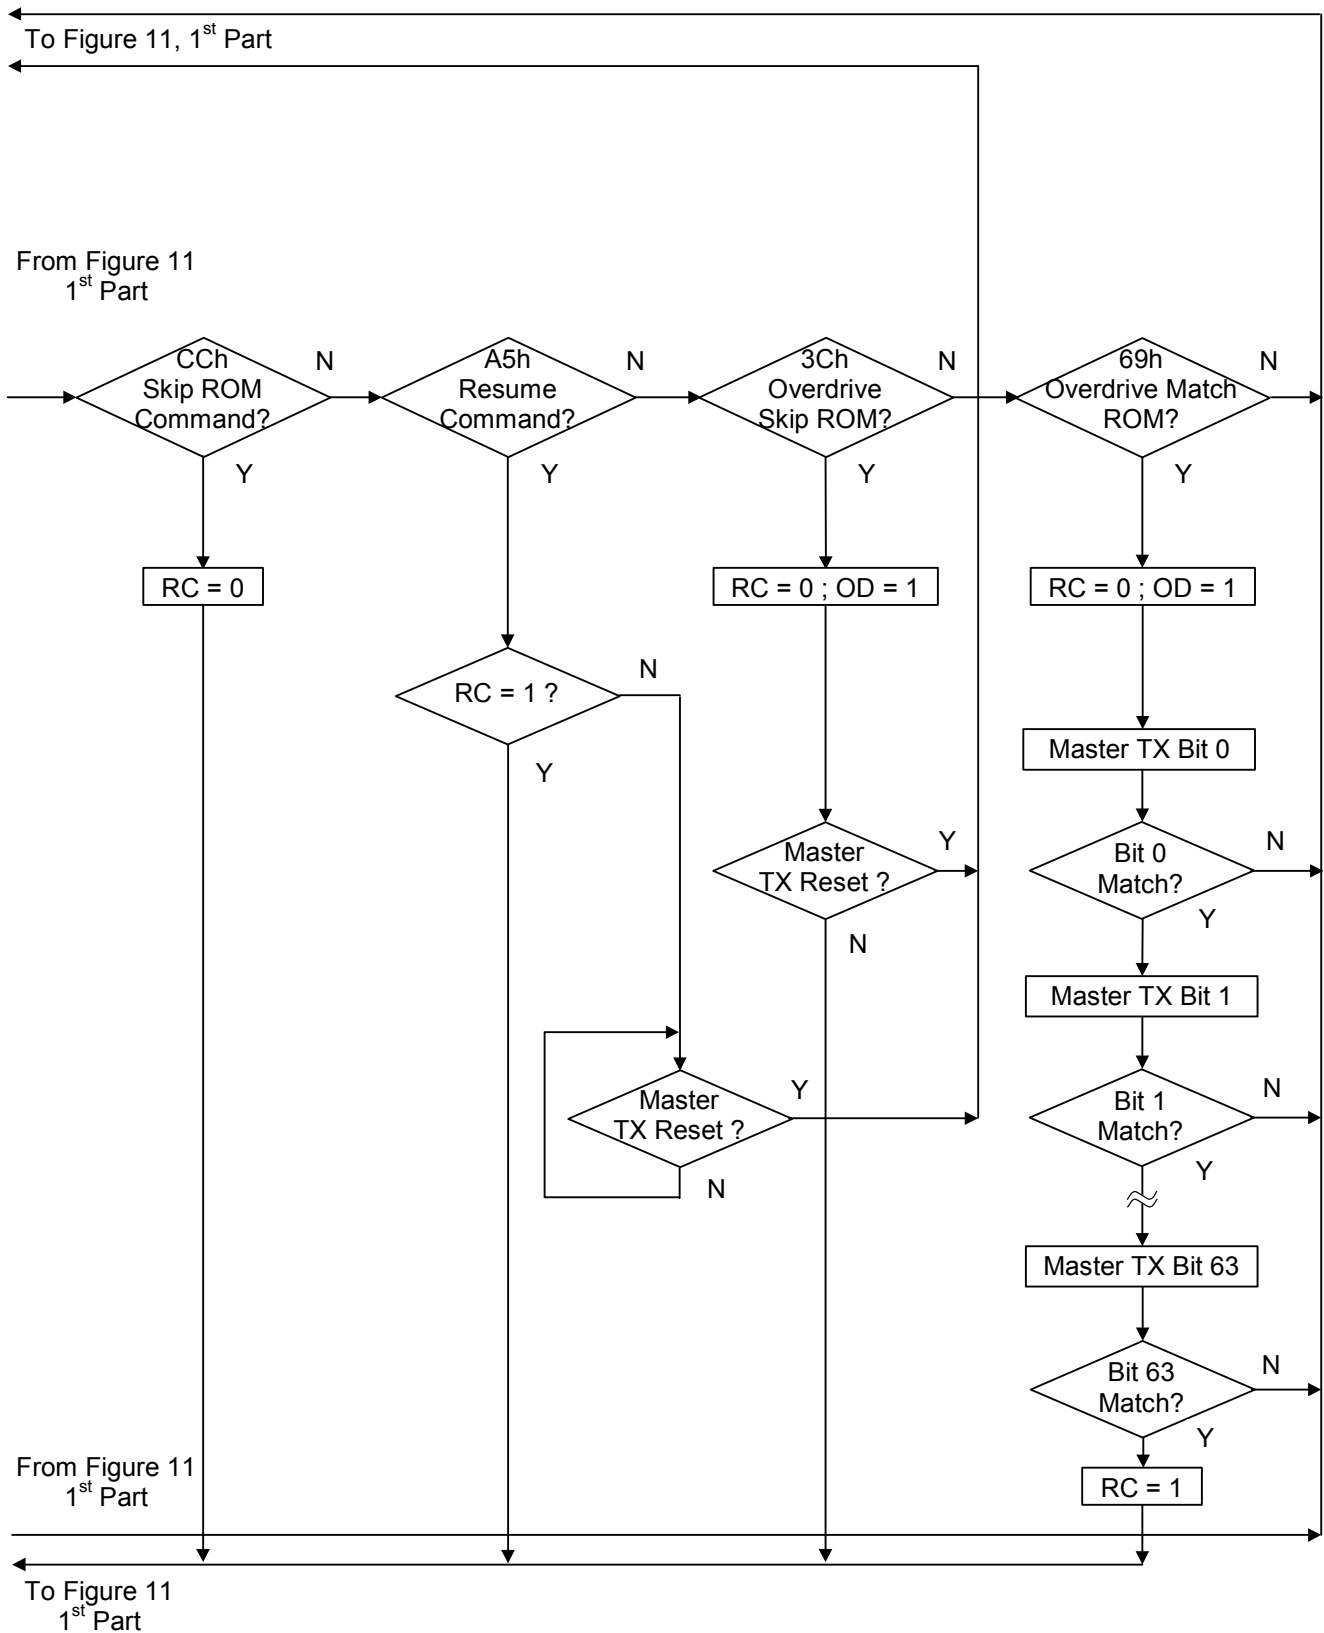 To Figure 11, 1st Part
From Figure 11
1st Part
CCh
Skip ROM
Command?
N
Y
A5h
Resume
Command?
N
Y
3Ch
Overdrive
Skip ROM?
N
Y
69h
Overdrive Match
ROM?
N
Y
RC = 0
RC = 0 ; OD = 1
RC = 0 ; OD = 1
RC = 1 ?
N
Y
Master TX Bit 0
Master
TX Reset ?
Y
N
Bit 0
Match?
N
Y
Master TX Bit 1
Master
TX Reset ?
Y
N
Bit 1
Match?
N
Y
Master TX Bit 63
Bit 63
Match?
N
Y
RC = 1
From Figure 11
1st Part
To Figure 11
1st Part